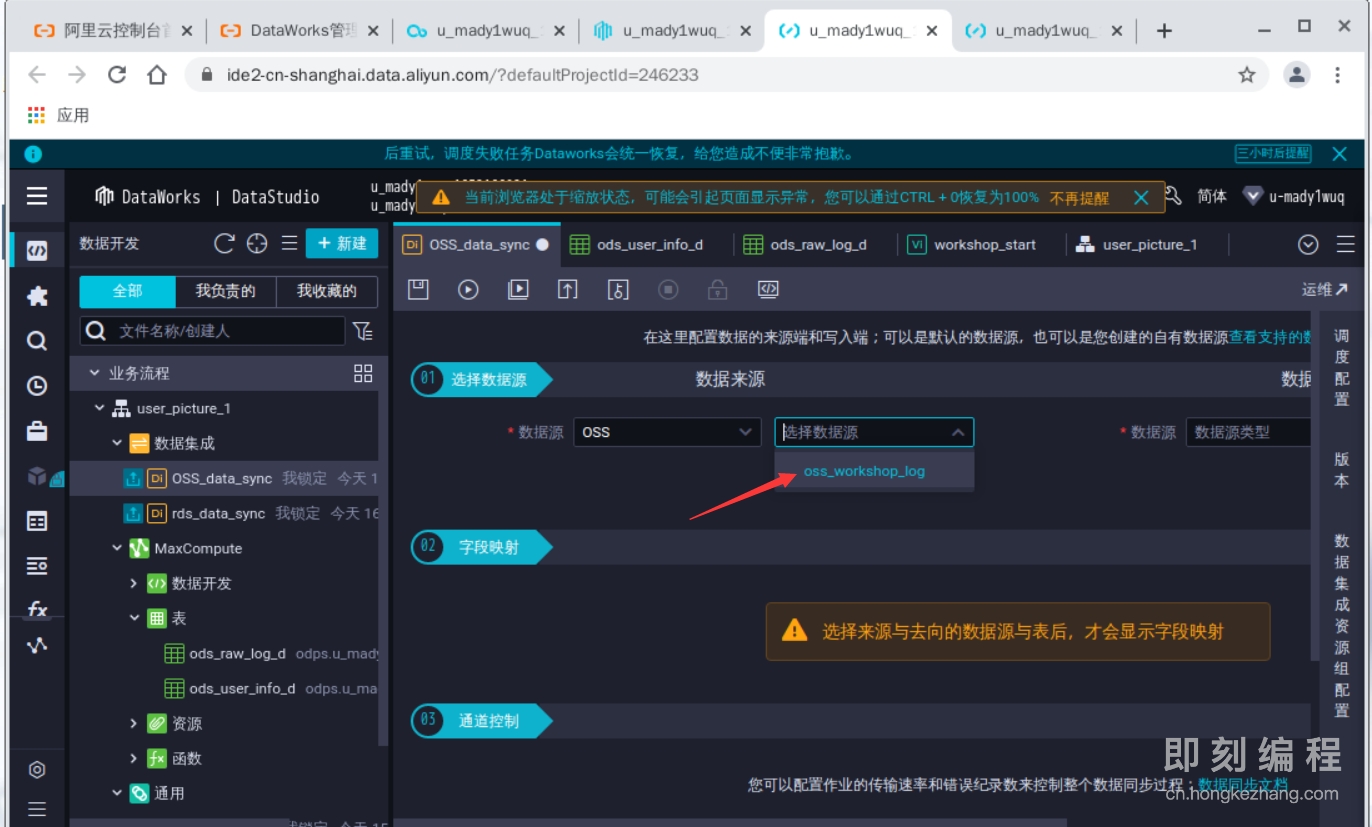 阿里云控制台首
DataWorks管理
u_mady1wuq_
u_mady1wuq_
u_mady1wuq_
u_mady1wuq_
ide2-cn-shanghai.data.aliyun.com/?defaultProjectId=246233
应用
后重试，调度失败任务Dataworks会统一恢复，给您造成不便非常抱歉。
三小时后提醒
DataWorks | DataStudio
u_mady
u_mady
当前浏览器处于缩放状态，可能会引起页面显示异常，您可以通过CTRL + 0恢复为100% 不再提醒
简体
u-mady1wuq
数据开发
+ 新建
OSS_data_sync
ods_user_info_d
ods_raw_log_d
workshop_start
user_picture_1
全部
我负责的
我收藏的
运维
文件名称/创建人
在这里配置数据的来源端和写入端；可以是默认的数据源，也可以是您创建的自有数据源查看支持的数
业务流程
01 选择数据源
数据来源
数据
user_picture_1
* 数据源
OSS
选择数据源
* 数据源
数据源类型
数据集成
oss_workshop_log
Di OSS_data_sync 我锁定 今天 1
Di rds_data_sync 我锁定 今天 16
02 字段映射
MaxCompute
数据开发
表
选择来源与去向的数据源与表后，才会显示字段映射
ods_raw_log_d odps.u_mady
ods_user_info_d odps.u_ma
资源
03 通道控制
函数
通用
您可以配置作业的传输速率和错误纪录数来控制整个数据同步过程：数据同步文档
调度配置
版本
数据集成资源组配置
即刻编程
ch.hongkezhang.com